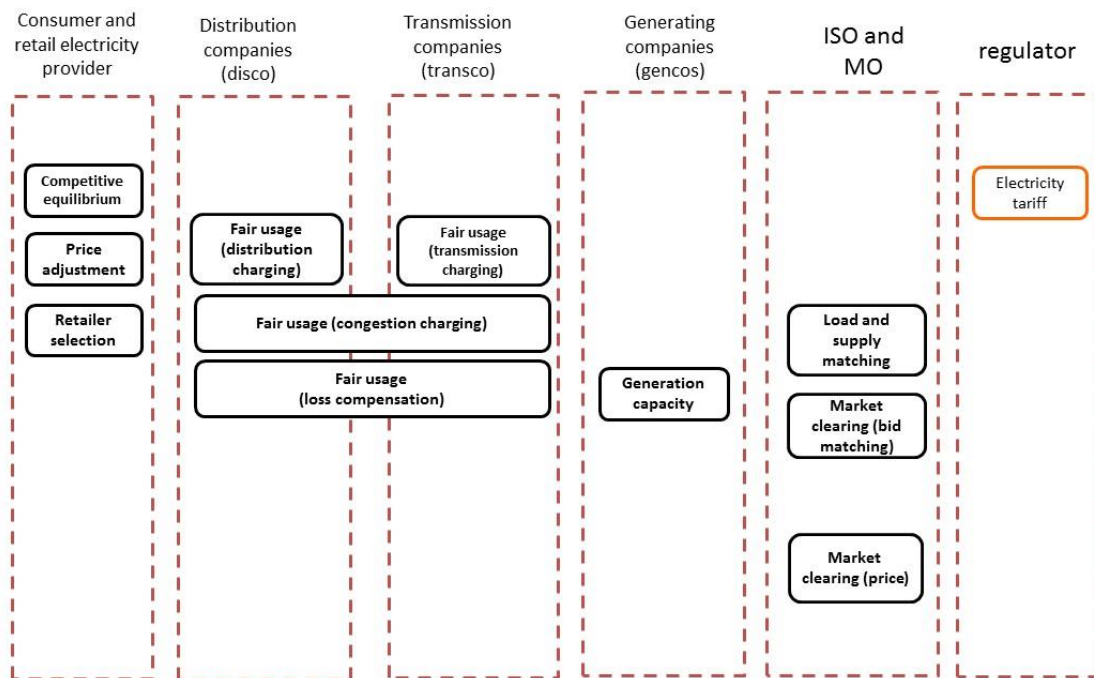 Consumer and
retail electricity
provider
Distribution
companies
(disco)
Transmission
companies
(transco)
Generating
companies
(gencos)
ISO and
MO
regulator
Competitive
equilibrium
Price
adjustment
Retailer
selection
Fair usage
(distribution
charging)
Fair usage
(transmission
charging)
Fair usage (congestion charging)
Fair usage
(loss compensation)
Generation
capacity
Load and
supply
matching
Market
clearing (bid
matching)
Market
clearing (price)
Electricity
tariff